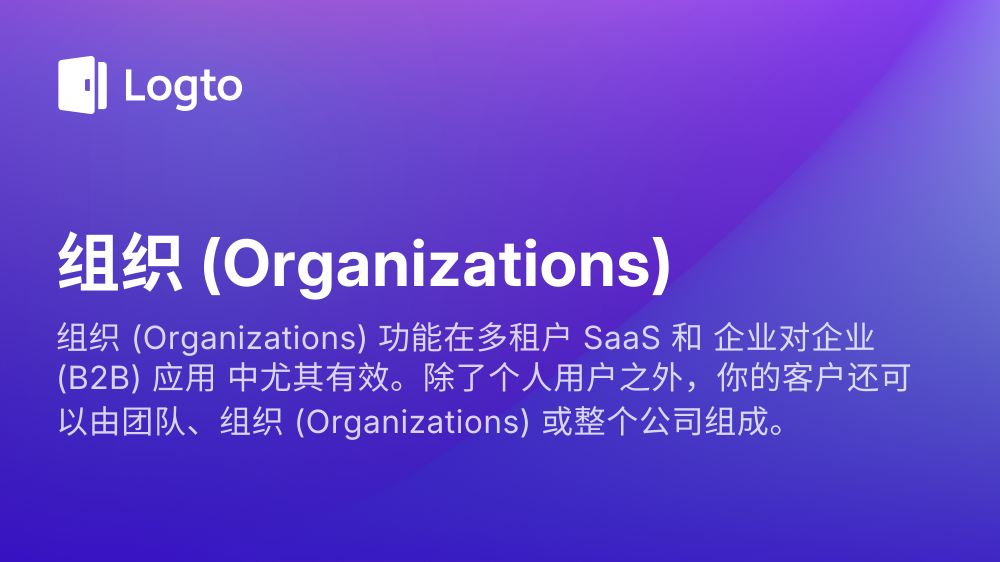 Logto
组织 (Organizations)
组织 (Organizations) 功能在多租户 SaaS 和 企业对企业
(B2B) 应用 中尤其有效。除了个人用户之外，你的客户还可
以由团队、组织 (Organizations) 或整个公司组成。